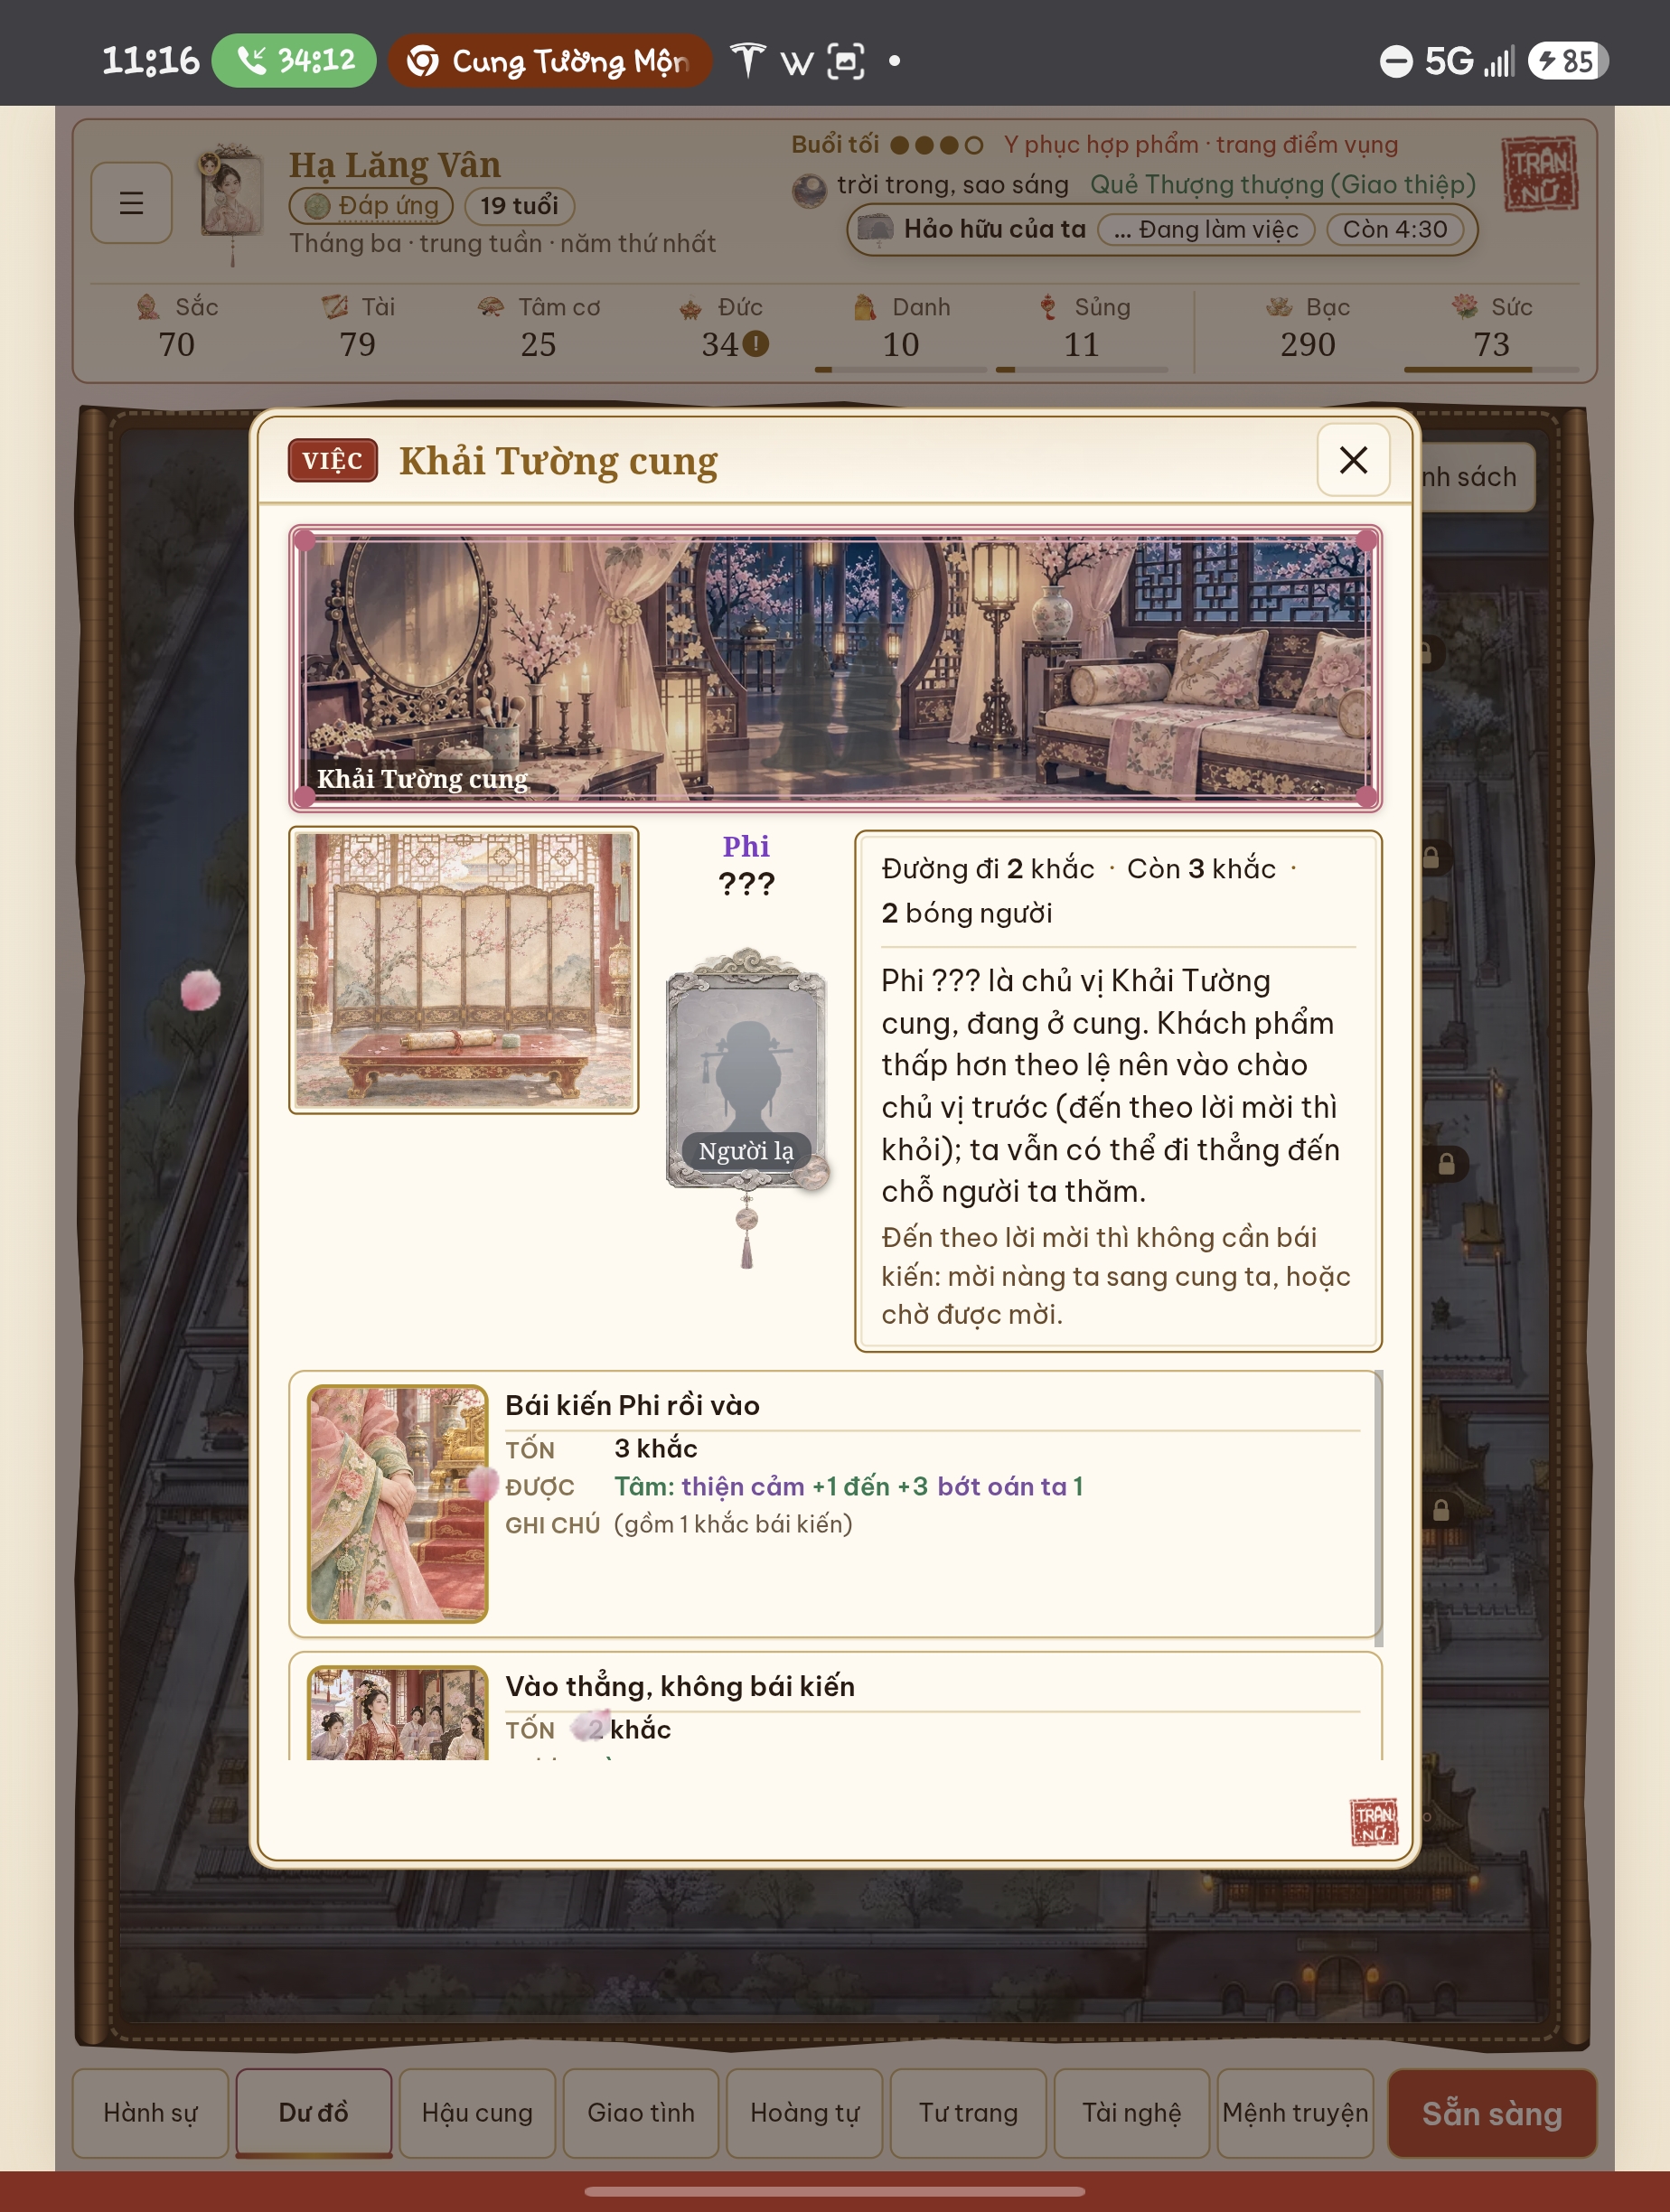 11:16
34:12
Cung Tường Mộn
5G
85
Hạ Lăng Vân
Đáp ứng
19 tuổi
Tháng ba · trung tuần · năm thứ nhất
Buổi tối
Y phục hợp phẩm · trang điểm vụng
trời trong, sao sáng
Quẻ Thượng thượng (Giao thiệp)
Hảo hữu của ta
... Đang làm việc
Còn 4:30
TRÂN
NỮ
Sắc
Tài
Tâm cơ
Đức
Danh
Sủng
Bạc
Sức
70
79
25
34
!
10
11
290
73
VIỆC
Khải Tường cung
nh sách
Khải Tường cung
Phi
???
Người lạ
Đường đi 2 khắc · Còn 3 khắc ·
2 bóng người
Phi ??? là chủ vị Khải Tường
cung, đang ở cung. Khách phẩm
thấp hơn theo lệ nên vào chào
chủ vị trước (đến theo lời mời thì
khỏi); ta vẫn có thể đi thẳng đến
chỗ người ta thăm.
Đến theo lời mời thì không cần bái
kiến: mời nàng ta sang cung ta, hoặc
chờ được mời.
Bái kiến Phi rồi vào
TỐN 3 khắc
ĐƯỢC Tâm: thiện cảm +1 đến +3 bớt oán ta 1
GHI CHÚ (gồm 1 khắc bái kiến)
Vào thẳng, không bái kiến
TỐN 2 khắc
TRÂN
NỮ
Hành sự
Dư đồ
Hậu cung
Giao tình
Hoàng tự
Tư trang
Tài nghệ
Mệnh truyện
Sẵn sàng